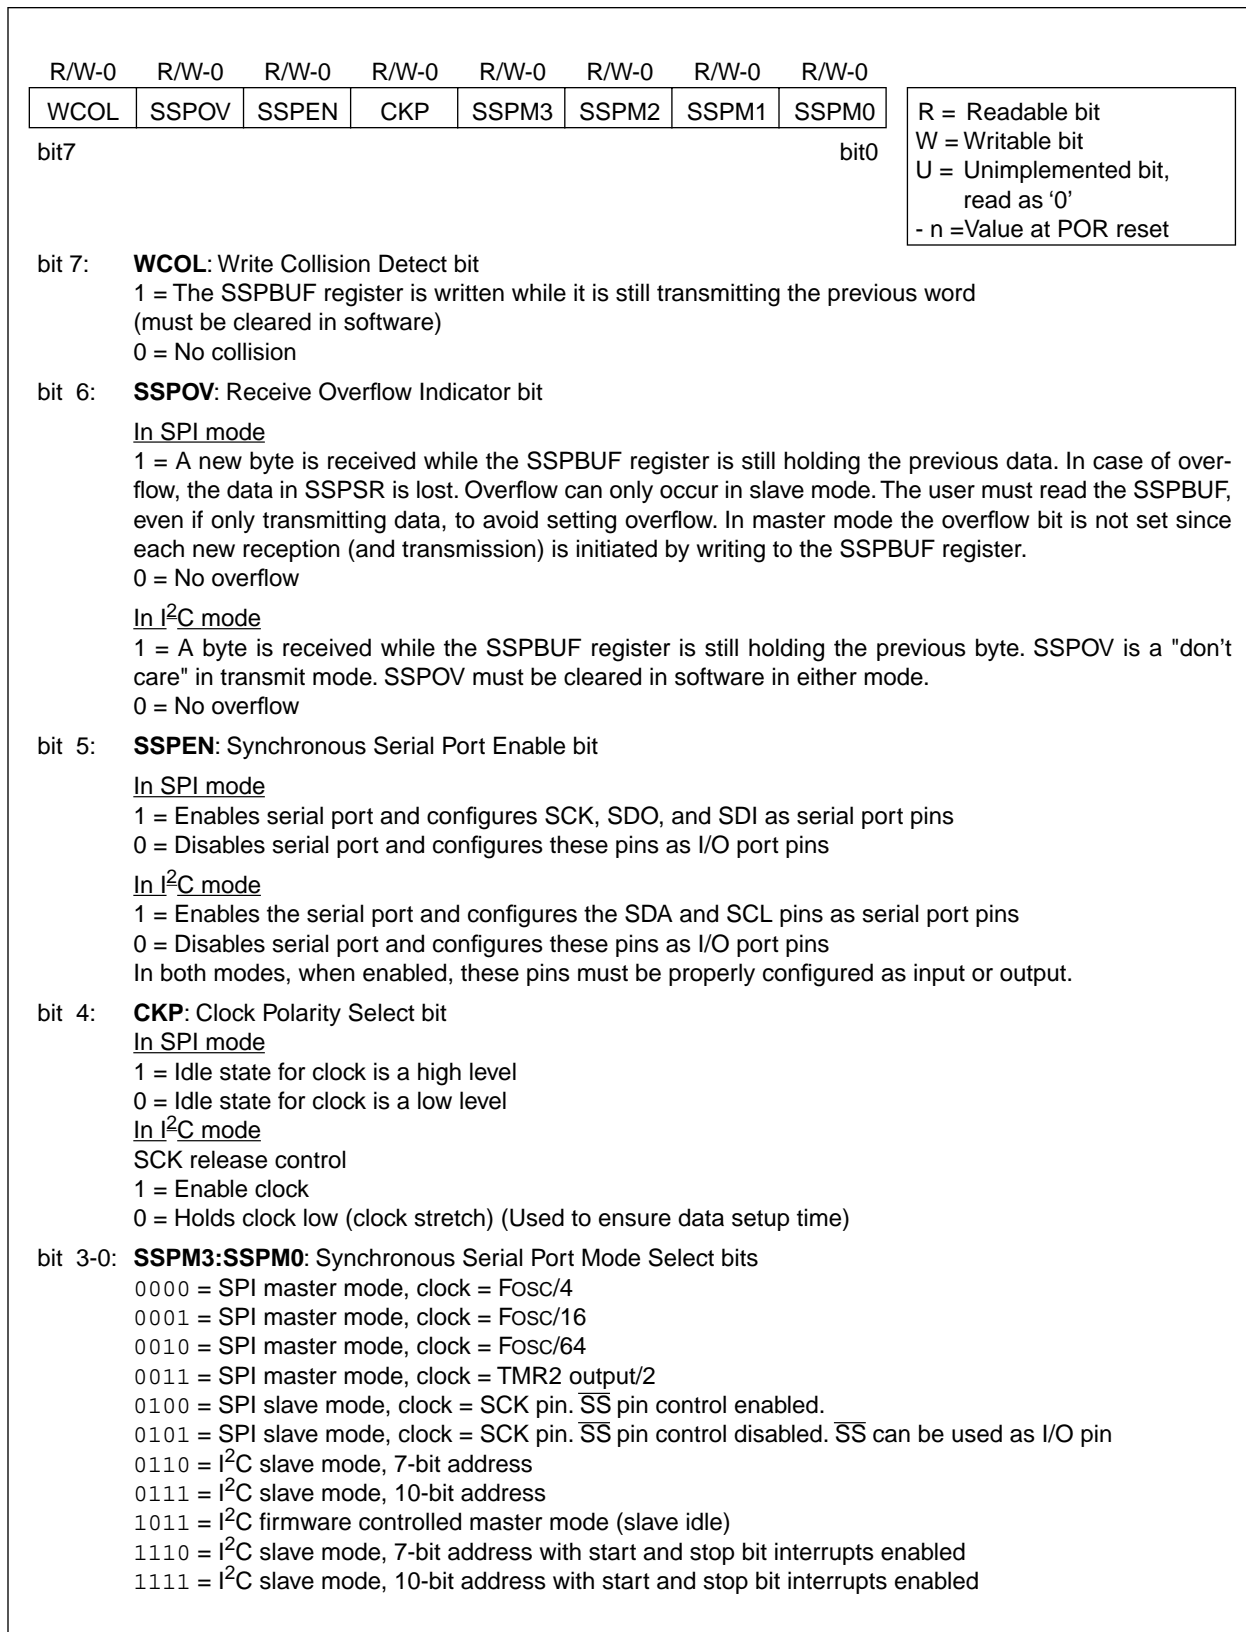 R/W-0 R/W-0 R/W-0 R/W-0 R/W-0 R/W-0 R/W-0 R/W-0
WCOL SSPOV SSPEN CKP SSPM3 SSPM2 SSPM1 SSPM0
bit7 bit0
R = Readable bit
W = Writable bit
U = Unimplemented bit,
read as ‘0’
- n =Value at POR reset
bit 7: WCOL: Write Collision Detect bit
1 = The SSPBUF register is written while it is still transmitting the previous word
(must be cleared in software)
0 = No collision
bit 6: SSPOV: Receive Overflow Indicator bit
In SPI mode
1 = A new byte is received while the SSPBUF register is still holding the previous data. In case of over-
flow, the data in SSPSR is lost. Overflow can only occur in slave mode. The user must read the SSPBUF,
even if only transmitting data, to avoid setting overflow. In master mode the overflow bit is not set since
each new reception (and transmission) is initiated by writing to the SSPBUF register.
0 = No overflow
In I²C mode
1 = A byte is received while the SSPBUF register is still holding the previous byte. SSPOV is a "don’t
care" in transmit mode. SSPOV must be cleared in software in either mode.
0 = No overflow
bit 5: SSPEN: Synchronous Serial Port Enable bit
In SPI mode
1 = Enables serial port and configures SCK, SDO, and SDI as serial port pins
0 = Disables serial port and configures these pins as I/O port pins
In I²C mode
1 = Enables the serial port and configures the SDA and SCL pins as serial port pins
0 = Disables serial port and configures these pins as I/O port pins
In both modes, when enabled, these pins must be properly configured as input or output.
bit 4: CKP: Clock Polarity Select bit
In SPI mode
1 = Idle state for clock is a high level
0 = Idle state for clock is a low level
In I²C mode
SCK release control
1 = Enable clock
0 = Holds clock low (clock stretch) (Used to ensure data setup time)
bit 3-0: SSPM3:SSPM0: Synchronous Serial Port Mode Select bits
0000 = SPI master mode, clock = FOSC/4
0001 = SPI master mode, clock = FOSC/16
0010 = SPI master mode, clock = FOSC/64
0011 = SPI master mode, clock = TMR2 output/2
0100 = SPI slave mode, clock = SCK pin. S̅S̅ pin control enabled.
0101 = SPI slave mode, clock = SCK pin. S̅S̅ pin control disabled. S̅S̅ can be used as I/O pin
0110 = I²C slave mode, 7-bit address
0111 = I²C slave mode, 10-bit address
1011 = I²C firmware controlled master mode (slave idle)
1110 = I²C slave mode, 7-bit address with start and stop bit interrupts enabled
1111 = I²C slave mode, 10-bit address with start and stop bit interrupts enabled